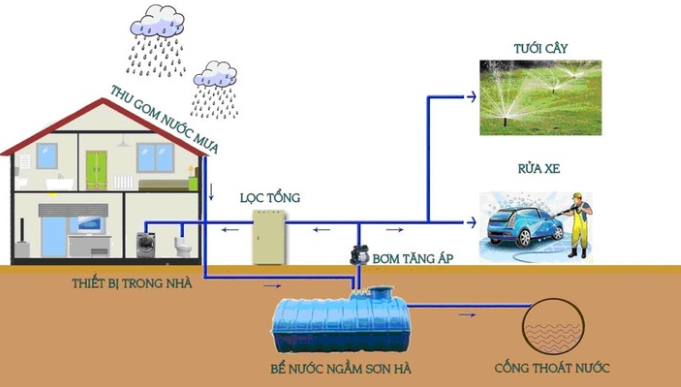 TƯỚI CÂY
THU GOM NƯỚC MƯA
RỬA XE
LỌC TỔNG
BƠM TĂNG ÁP
THIẾT BỊ TRONG NHÀ
BỂ NƯỚC NGẦM SƠN HÀ
CỐNG THOÁT NƯỚC